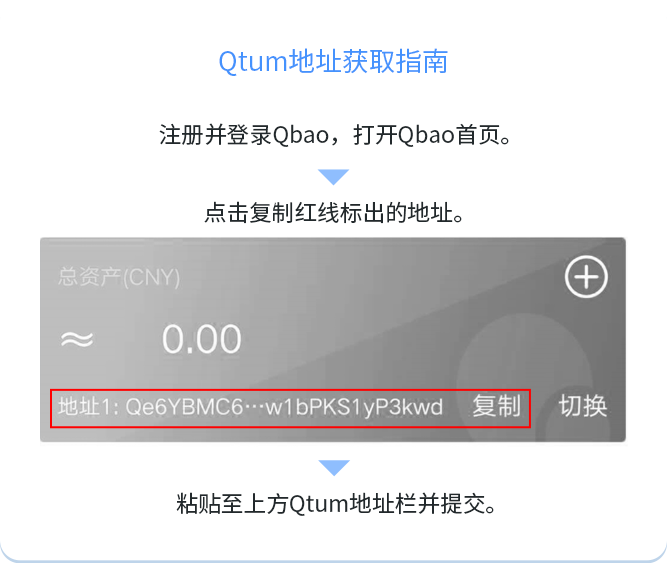 Qtum地址获取指南
注册并登录Qbao，打开Qbao首页。
点击复制红线标出的地址。
总资产(CNY)
≈ 0.00
地址1: Qe6YBMC6···w1bPKS1yP3kwd 复制 切换
粘贴至上方Qtum地址栏并提交。